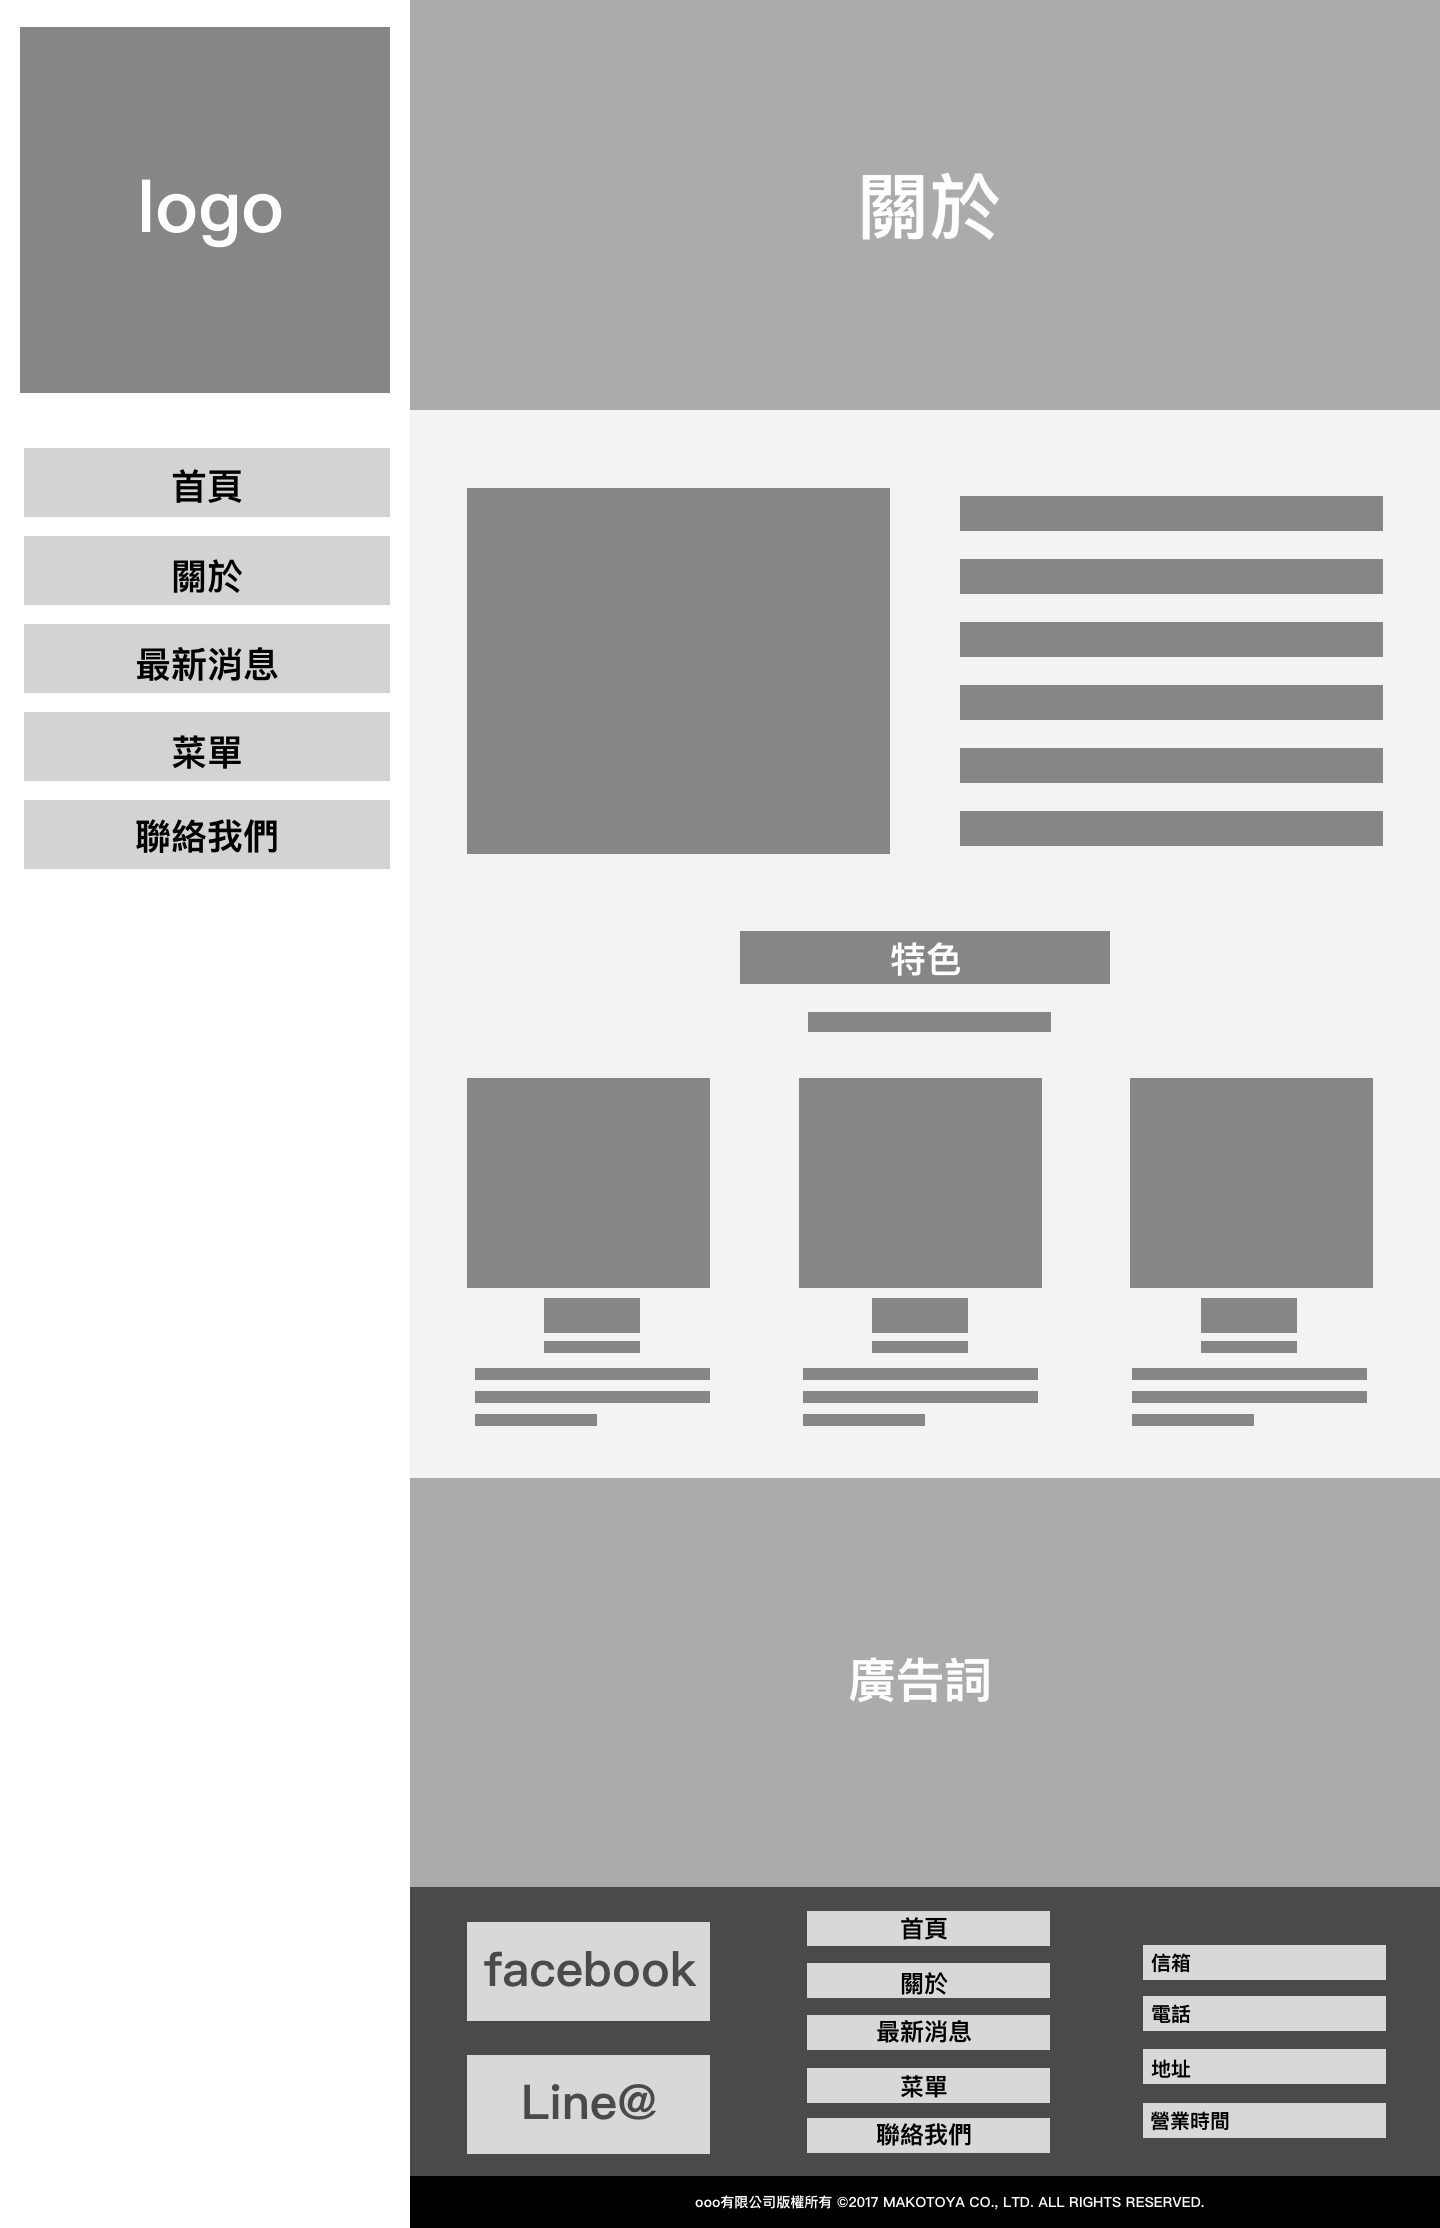 logo
首頁
關於
最新消息
菜單
聯絡我們
關於
特色
廣告詞
facebook
Line@
首頁
關於
最新消息
菜單
聯絡我們
信箱
電話
地址
營業時間
ooo有限公司版權所有 ©2017 MAKOTOYA CO., LTD. ALL RIGHTS RESERVED.